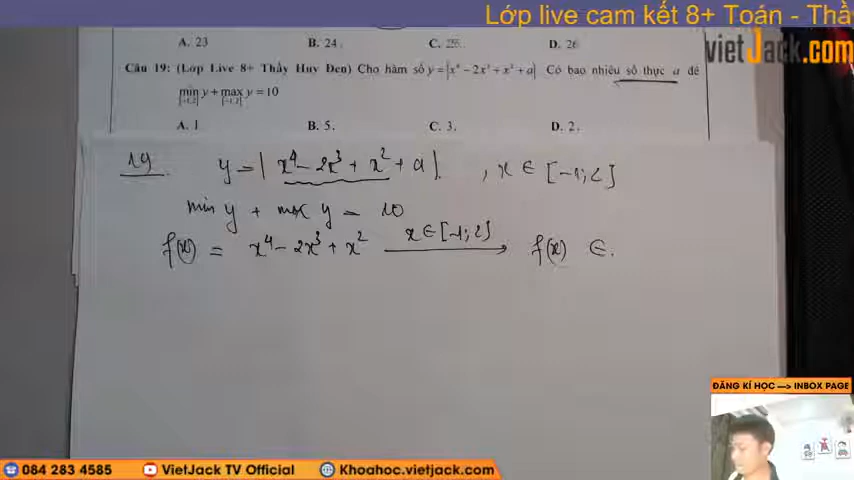 Lớp live cam kết 8+ Toán - Thầ
vietJack.com
A. 23 B. 24. C. 25. D. 26
Câu 19: (Lớp Live 8+ Thầy Huy Đen) Cho hàm số y = |x⁴ − 2x³ + x² + a| Có bao nhiêu số thực a để
min y + max y = 10
[−1;2] [−1;2]
A. 1 B. 5. C. 3. D. 2.
19. y = | x⁴ − 2x³ + x² + a |. , x ∈ [−1; 2]
min y + max y = 10
f(x) = x⁴ − 2x³ + x² x ∈ [−1; 2] → f(x) ∈.
ĐĂNG KÍ HỌC → INBOX PAGE
084 283 4585 VietJack TV Official Khoahoc.vietjack.com